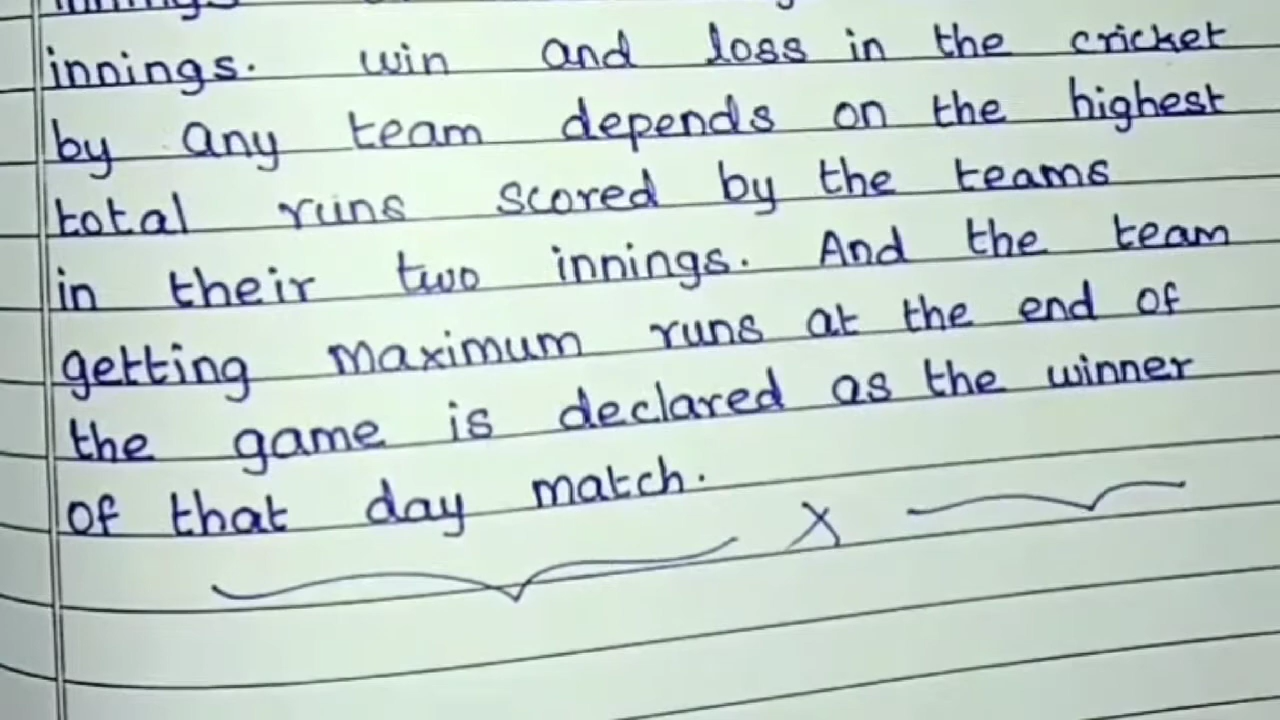 innings. win and loss in the cricket
by any team depends on the highest
total runs scored by the teams
in their two innings. And the team
getting maximum runs at the end of
the game is declared as the winner
of that day match.
X